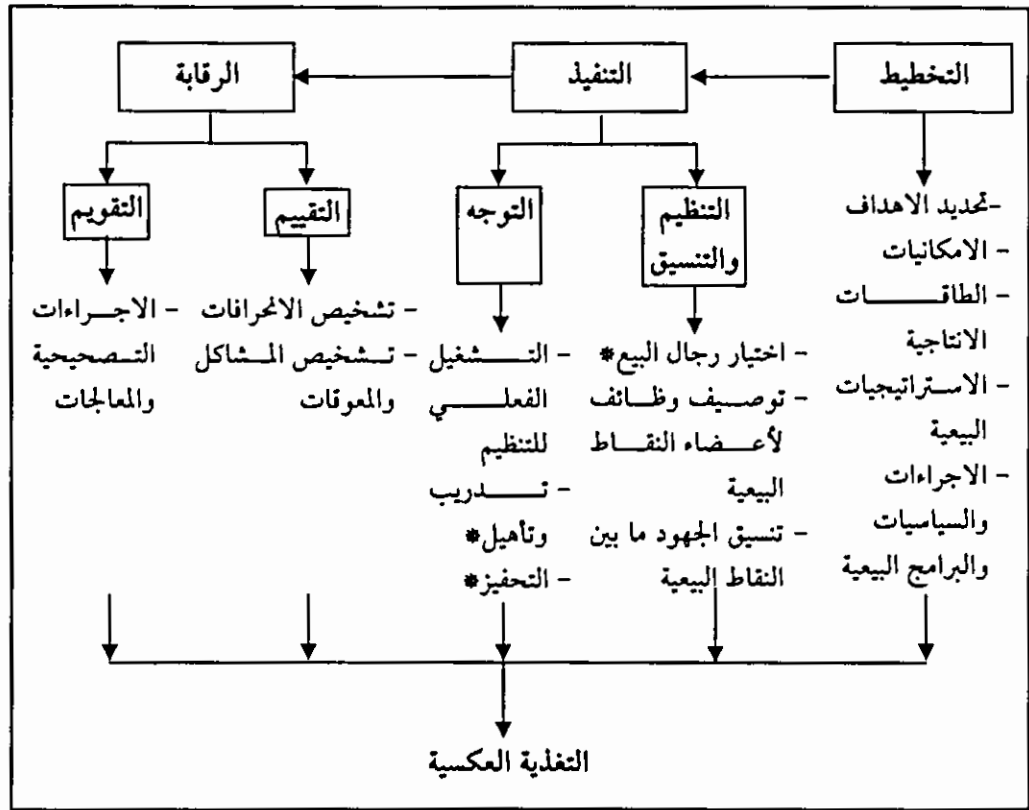 التخطيط
التنفيذ
الرقابة
التنظيم
والتنسيق
التوجه
التقييم
التقويم
-تحديد الاهداف
- الامكانيات
- الطاقات
الانتاجية
- الاستراتيجيات
البيعية
- الاجراءات
والسياسيات
والبرامج البيعية
- اختيار رجال البيع*
- توصيف وظائف
لأعضاء النقاط
البيعية
- تنسيق الجهود ما بين
النقاط البيعية
- التشغيل
الفعلي
للتنظيم
- تدريب
وتأهيل*
- التحفيز*
- تشخيص الانحرافات
- تشخيص المشاكل
والمعوقات
- الاجراءات
التصحيحية
والمعالجات
التغذية العكسية